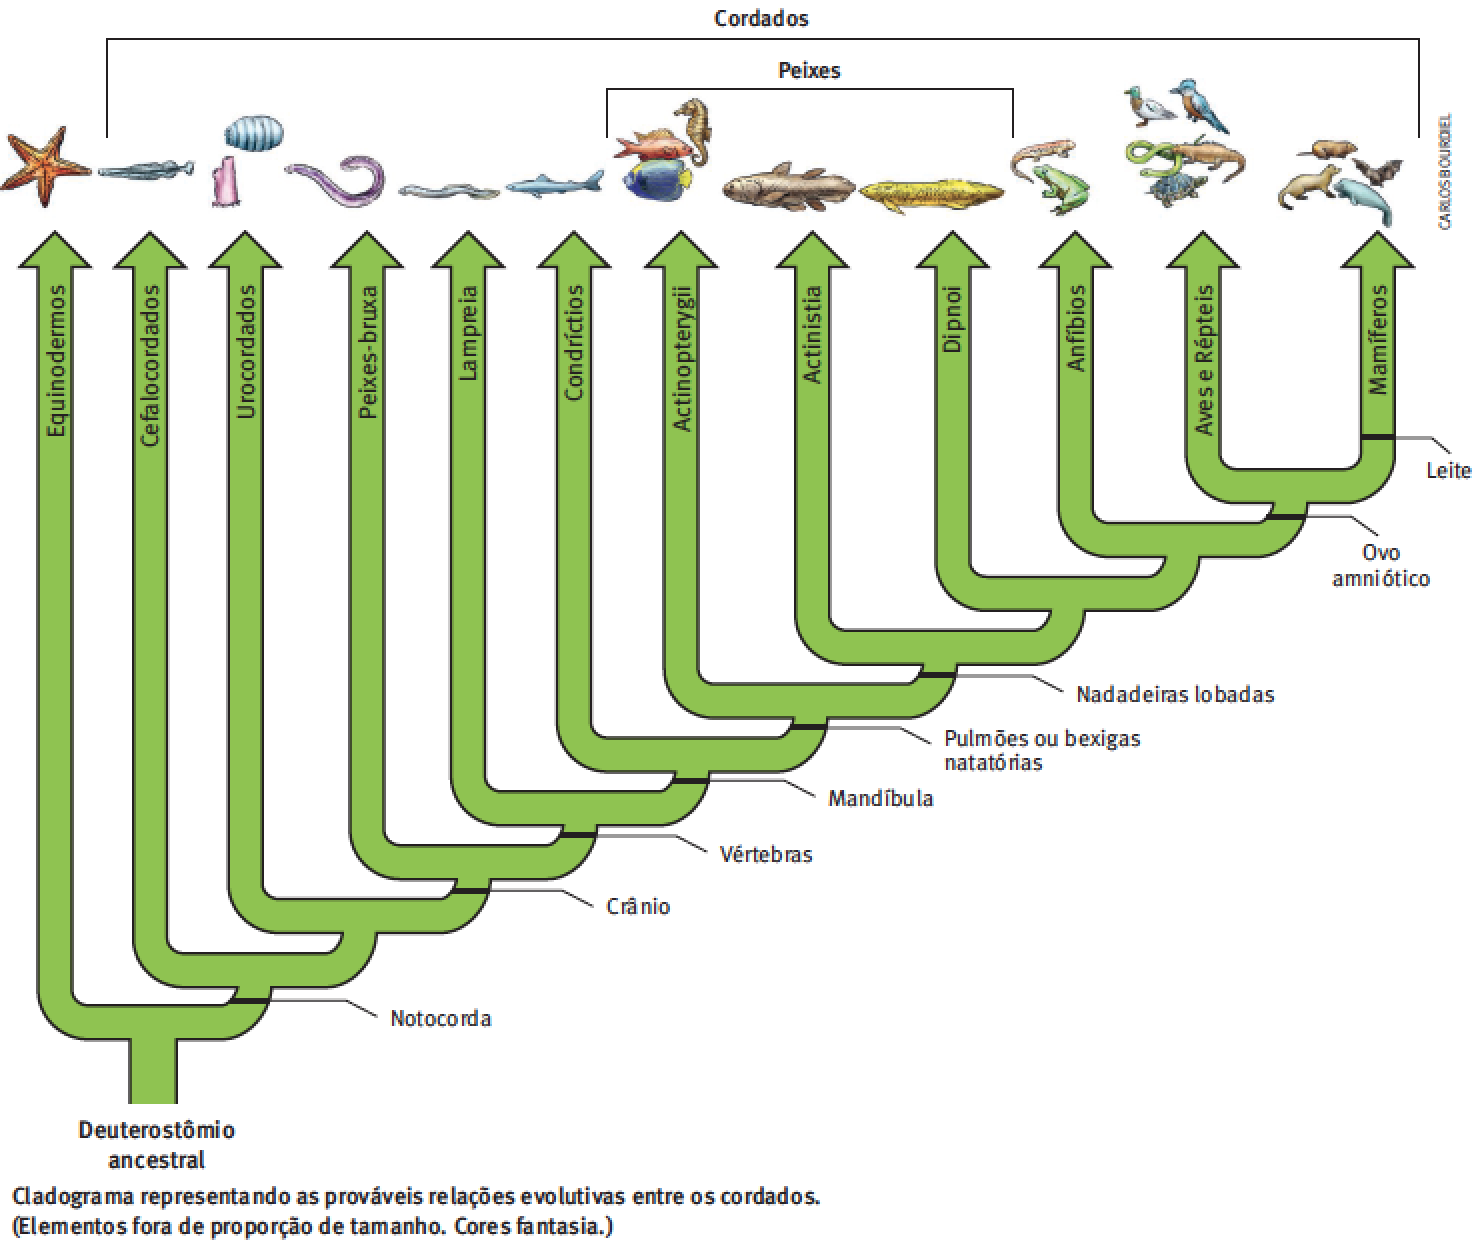 Cordados
Peixes
CARLOS BOURDIEL
Equinodermos
Cefalocordados
Urocordados
Peixes-bruxa
Lampreia
Condríctios
Actinopterygii
Actinistia
Dipnoi
Anfíbios
Aves e Répteis
Mamíferos
Leite
Ovo
amniótico
Nadadeiras lobadas
Pulmões ou bexigas
natatórias
Mandíbula
Vértebras
Crânio
Notocorda
Deuterostômio
ancestral
Cladograma representando as prováveis relações evolutivas entre os cordados.
(Elementos fora de proporção de tamanho. Cores fantasia.)